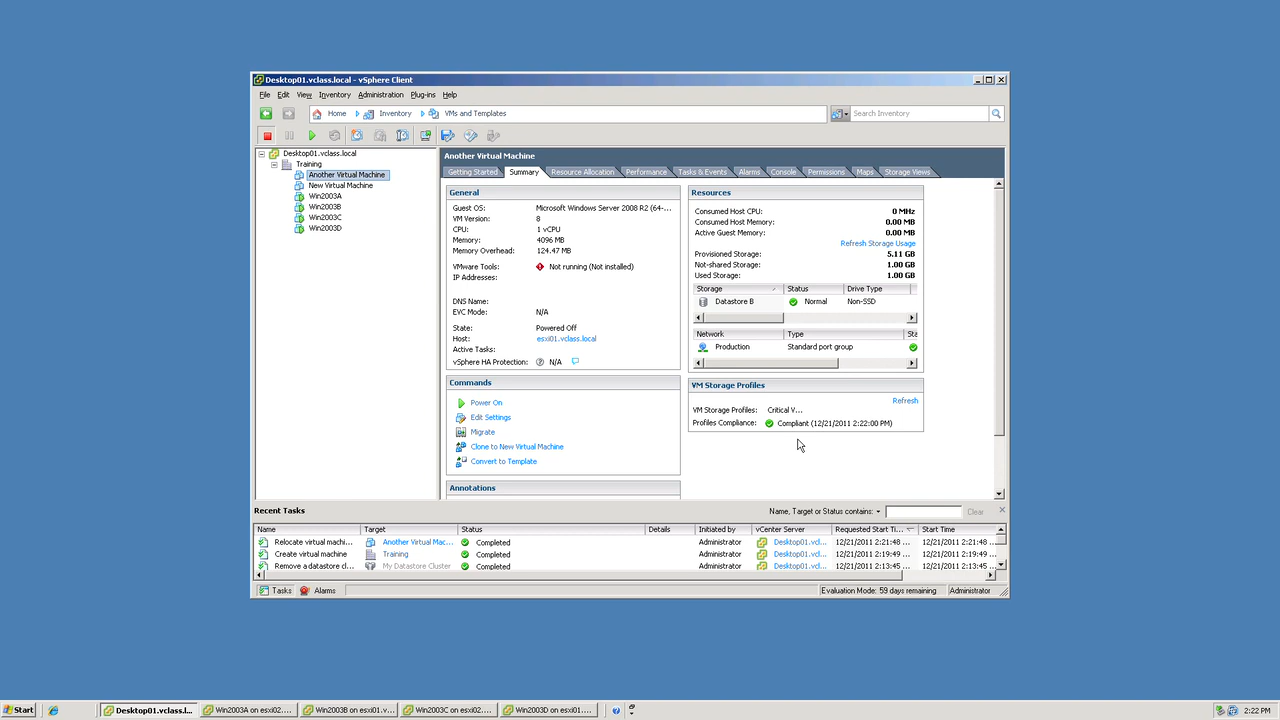 Desktop01.vclass.local - vSphere Client
File Edit View Inventory Administration Plug-ins Help
Home Inventory VMs and Templates Search Inventory
Desktop01.vclass.local
Training
Another Virtual Machine
New Virtual Machine
Win2003A
Win2003B
Win2003C
Win2003D
Another Virtual Machine
Getting Started Summary Resource Allocation Performance Tasks & Events Alarms Console Permissions Maps Storage Views
General
Guest OS: Microsoft Windows Server 2008 R2 (64-...
VM Version: 8
CPU: 1 vCPU
Memory: 4096 MB
Memory Overhead: 124.47 MB
VMware Tools: Not running (Not installed)
IP Addresses:
DNS Name:
EVC Mode: N/A
State: Powered Off
Host: esxi01.vclass.local
Active Tasks:
vSphere HA Protection: N/A
Commands
Power On
Edit Settings
Migrate
Clone to New Virtual Machine
Convert to Template
Annotations
Resources
Consumed Host CPU: 0 MHz
Consumed Host Memory: 0.00 MB
Active Guest Memory: 0.00 MB
Refresh Storage Usage
Provisioned Storage: 5.11 GB
Not-shared Storage: 1.00 GB
Used Storage: 1.00 GB
Storage Status Drive Type
Datastore B Normal Non-SSD
Network Type Sta
Production Standard port group
VM Storage Profiles
Refresh
VM Storage Profiles: Critical V...
Profiles Compliance: Compliant (12/21/2011 2:22:00 PM)
Recent Tasks Name, Target or Status contains: Clear
Name Target Status Details Initiated by vCenter Server Requested Start Ti... Start Time
Relocate virtual machi... Another Virtual Mac... Completed Administrator Desktop01.vcl... 12/21/2011 2:21:48 ... 12/21/2011 2:21:48
Create virtual machine Training Completed Administrator Desktop01.vcl... 12/21/2011 2:19:49 ... 12/21/2011 2:19:49
Remove a datastore cl... My Datastore Cluster Completed Administrator Desktop01.vcl... 12/21/2011 2:13:45 ... 12/21/2011 2:13:45
Tasks Alarms Evaluation Mode: 59 days remaining Administrator
Start Desktop01.vclass.l... Win2003A on esxi02.... Win2003B on esxi01.v... Win2003C on esxi02.... Win2003D on esxi01.... 2:22 PM